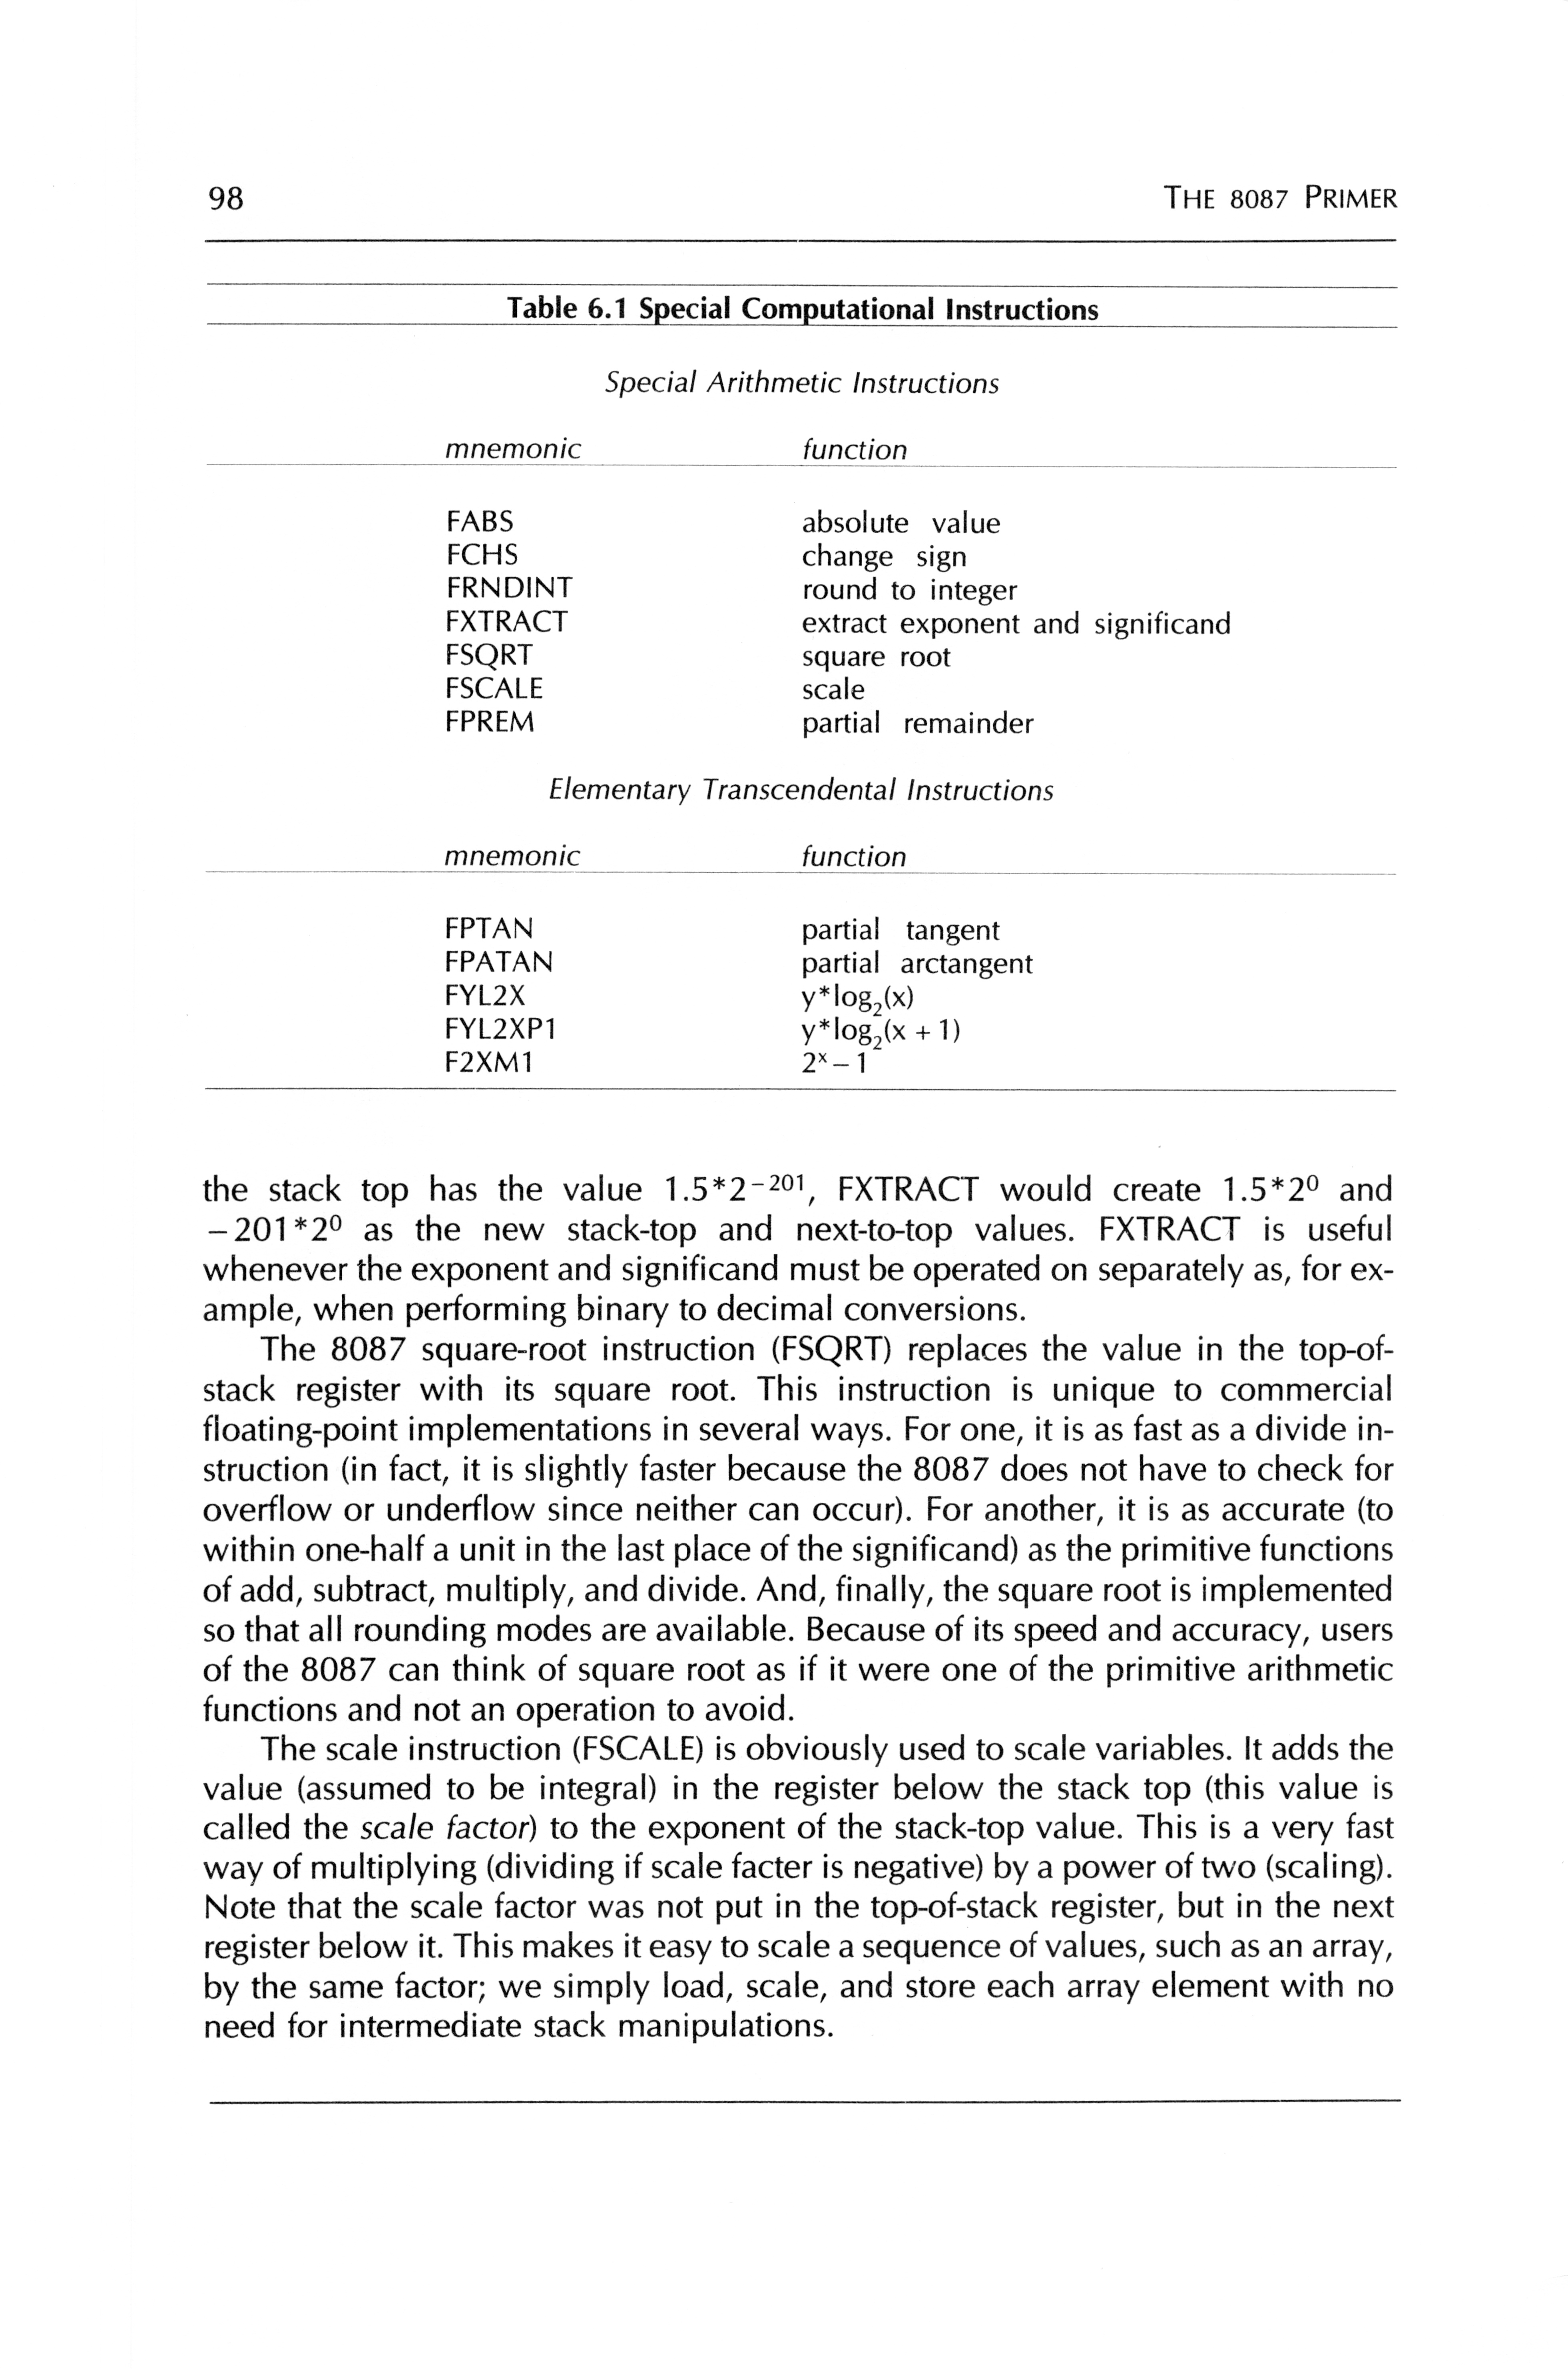 98 THE 8087 PRIMER
Table 6.1 Special Computational Instructions
Special Arithmetic Instructions
mnemonic function
FABS absolute value
FCHS change sign
FRNDINT round to integer
FXTRACT extract exponent and significand
FSQRT square root
FSCALE scale
FPREM partial remainder
Elementary Transcendental Instructions
mnemonic function
FPTAN partial tangent
FPATAN partial arctangent
FYL2X y*log₂(x)
FYL2XP1 y*log₂(x + 1)
F2XM1 2ˣ – 1
the stack top has the value 1.5*2⁻²⁰¹, FXTRACT would create 1.5*2⁰ and
–201*2⁰ as the new stack-top and next-to-top values. FXTRACT is useful
whenever the exponent and significand must be operated on separately as, for ex-
ample, when performing binary to decimal conversions.
The 8087 square-root instruction (FSQRT) replaces the value in the top-of-
stack register with its square root. This instruction is unique to commercial
floating-point implementations in several ways. For one, it is as fast as a divide in-
struction (in fact, it is slightly faster because the 8087 does not have to check for
overflow or underflow since neither can occur). For another, it is as accurate (to
within one-half a unit in the last place of the significand) as the primitive functions
of add, subtract, multiply, and divide. And, finally, the square root is implemented
so that all rounding modes are available. Because of its speed and accuracy, users
of the 8087 can think of square root as if it were one of the primitive arithmetic
functions and not an operation to avoid.
The scale instruction (FSCALE) is obviously used to scale variables. It adds the
value (assumed to be integral) in the register below the stack top (this value is
called the scale factor) to the exponent of the stack-top value. This is a very fast
way of multiplying (dividing if scale facter is negative) by a power of two (scaling).
Note that the scale factor was not put in the top-of-stack register, but in the next
register below it. This makes it easy to scale a sequence of values, such as an array,
by the same factor; we simply load, scale, and store each array element with no
need for intermediate stack manipulations.